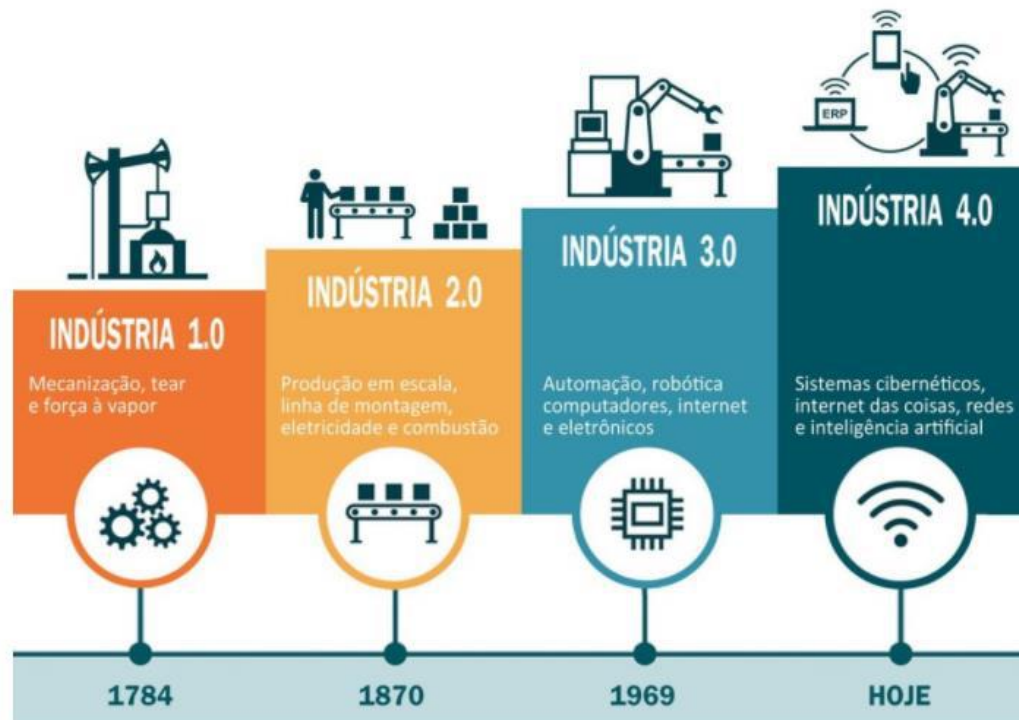 ERP
INDÚSTRIA 1.0
Mecanização, tear
e força à vapor
INDÚSTRIA 2.0
Produção em escala,
linha de montagem,
eletricidade e combustão
INDÚSTRIA 3.0
Automação, robótica
computadores, internet
e eletrônicos
INDÚSTRIA 4.0
Sistemas cibernéticos,
internet das coisas, redes
e inteligência artificial
1784
1870
1969
HOJE